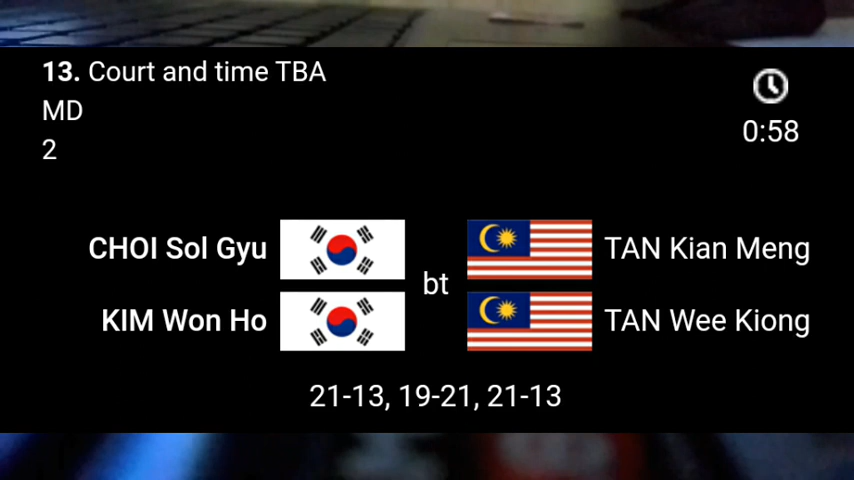 13. Court and time TBA
MD
2
0:58
CHOI Sol Gyu
KIM Won Ho
bt
TAN Kian Meng
TAN Wee Kiong
21-13, 19-21, 21-13